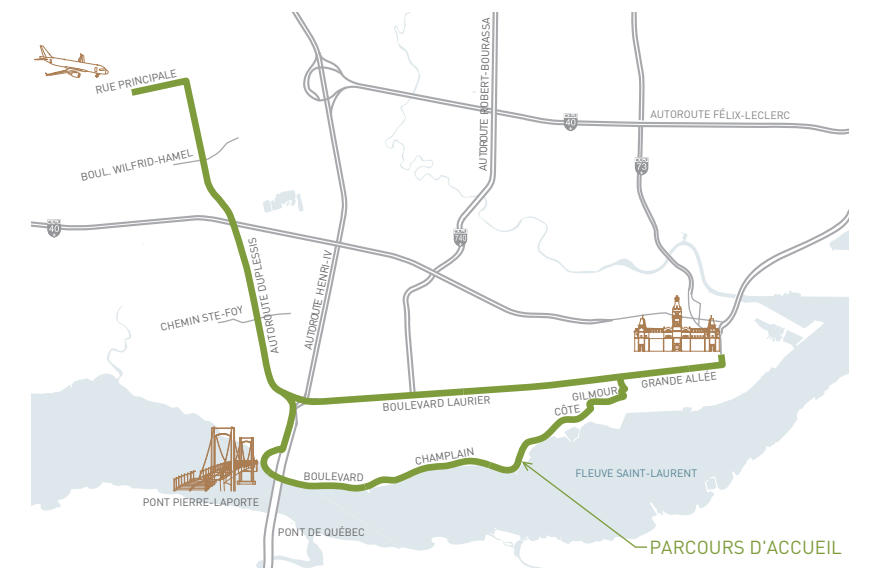 RUE PRINCIPALE
BOUL. WILFRID-HAMEL
AUTOROUTE ROBERT-BOURASSA
AUTOROUTE FÉLIX-LECLERC
40
73
40
740
AUTOROUTE DUPLESSIS
AUTOROUTE HENRI-IV
CHEMIN STE-FOY
BOULEVARD LAURIER
GRANDE ALLÉE
CÔTE GILMOUR
BOULEVARD CHAMPLAIN
FLEUVE SAINT-LAURENT
PONT PIERRE-LAPORTE
PONT DE QUÉBEC
PARCOURS D'ACCUEIL